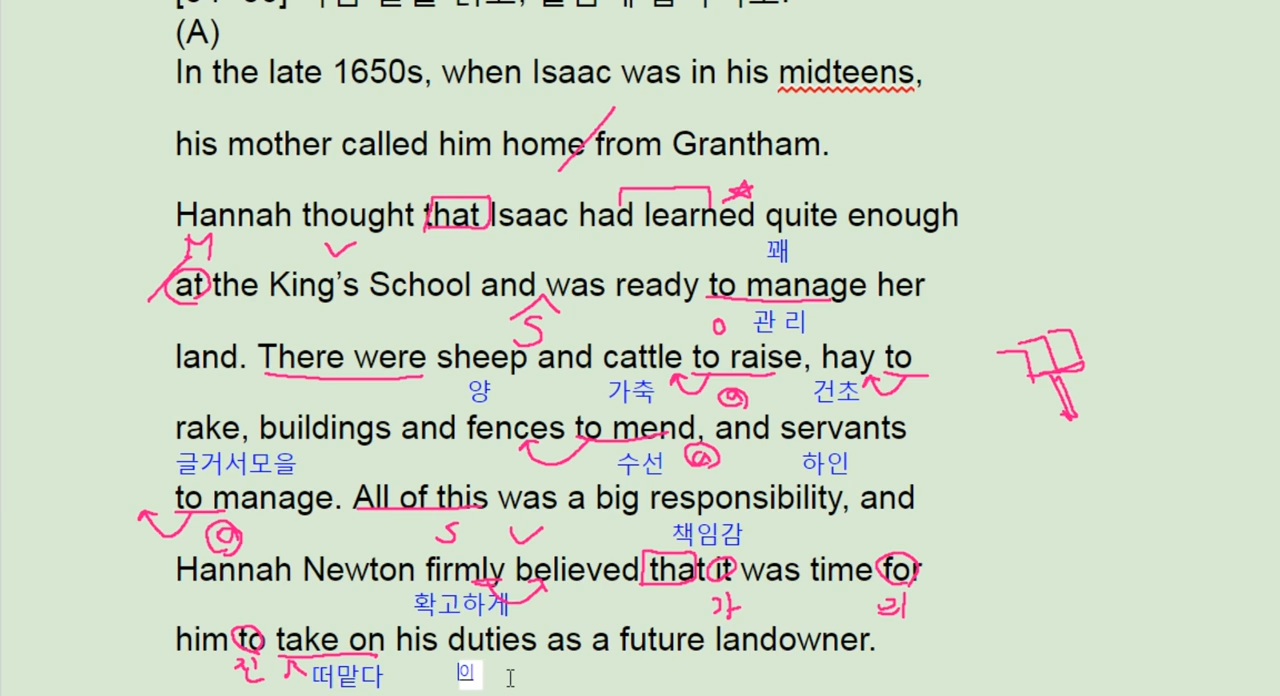 (A)
In the late 1650s, when Isaac was in his midteens,
his mother called him home from Grantham.
Hannah thought that Isaac had learned quite enough
꽤
M
at the King's School and was ready to manage her
S
관 리
land. There were sheep and cattle to raise, hay to
양 가축 ⓐ 건초
rake, buildings and fences to mend, and servants
글거서모을 수선 ⓐ 하인
to manage. All of this was a big responsibility, and
ⓐ S V 책임감
Hannah Newton firmly believed that it was time for
확고하게 가 의
him to take on his duties as a future landowner.
진 떠맡다 이